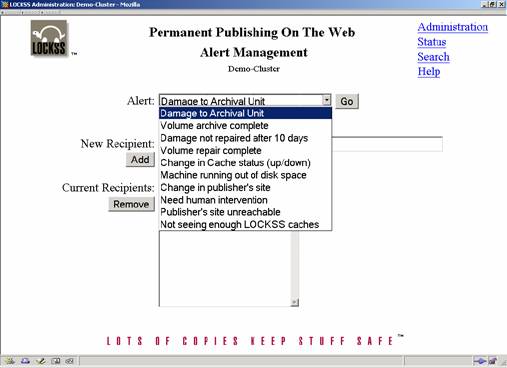 LOCKSS Administration: Demo-Cluster - Mozilla
LOCKSS ™
Permanent Publishing On The Web
Alert Management
Demo-Cluster
Administration
Status
Search
Help
Alert: Damage to Archival Unit Go
Damage to Archival Unit
Volume archive complete
Damage not repaired after 10 days
New Recipient:
Volume repair complete
Add
Change in Cache status (up/down)
Machine running out of disk space
Current Recipients:
Change in publisher's site
Remove
Need human intervention
Publisher's site unreachable
Not seeing enough LOCKSS caches
LOTS OF COPIES KEEP STUFF SAFE ™